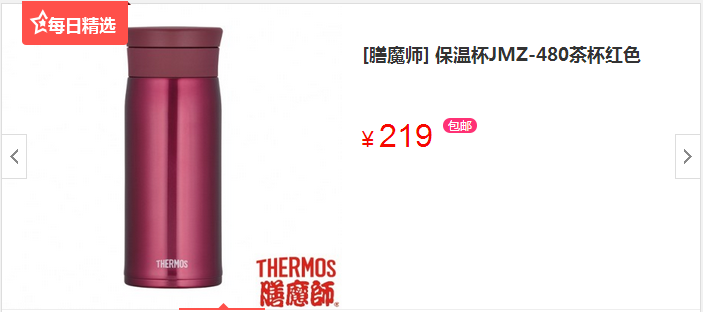 每日精选
[膳魔师] 保温杯JMZ-480茶杯红色
¥ 219 包邮
THERMOS
THERMOS
膳魔師®